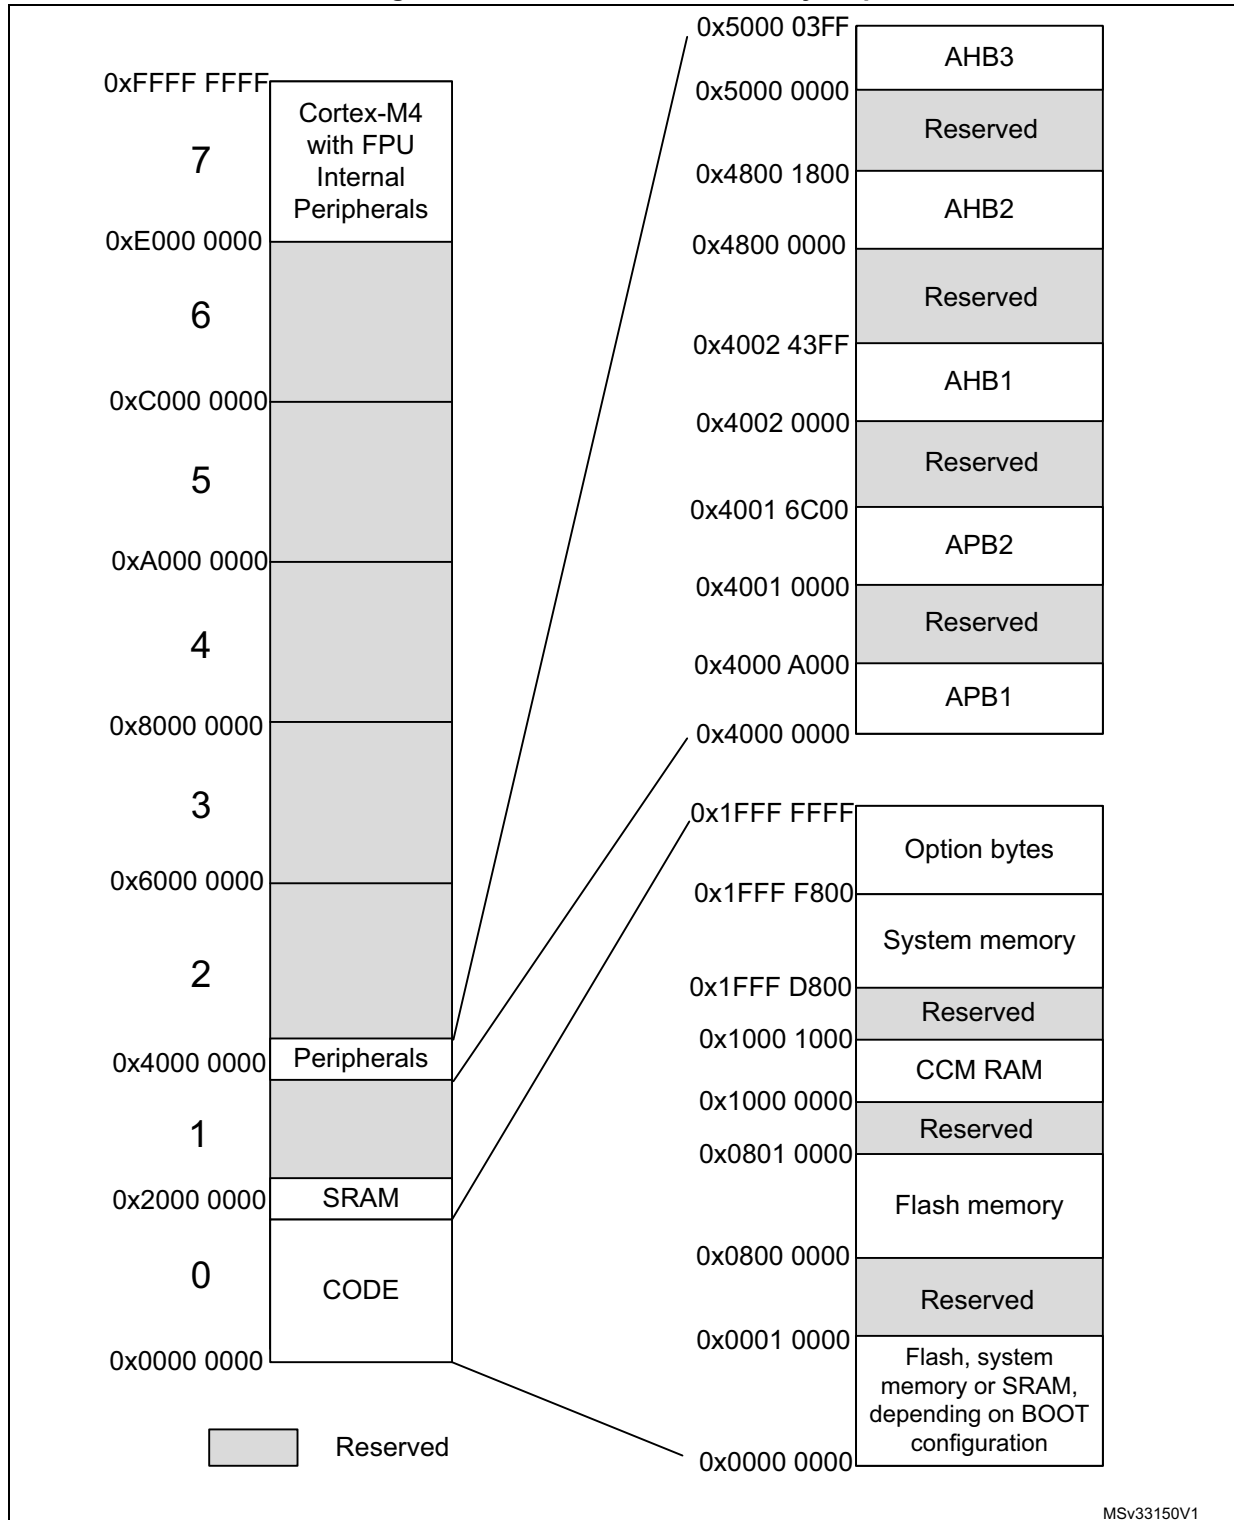 0xFFFF FFFF
Cortex-M4
with FPU
Internal
Peripherals
7
0xE000 0000
6
0xC000 0000
5
0xA000 0000
4
0x8000 0000
3
0x6000 0000
2
0x4000 0000
Peripherals
1
0x2000 0000
SRAM
0
CODE
0x0000 0000
Reserved
0x5000 03FF
AHB3
0x5000 0000
Reserved
0x4800 1800
AHB2
0x4800 0000
Reserved
0x4002 43FF
AHB1
0x4002 0000
Reserved
0x4001 6C00
APB2
0x4001 0000
Reserved
0x4000 A000
APB1
0x4000 0000
0x1FFF FFFF
Option bytes
0x1FFF F800
System memory
0x1FFF D800
Reserved
0x1000 1000
CCM RAM
0x1000 0000
Reserved
0x0801 0000
Flash memory
0x0800 0000
Reserved
0x0001 0000
Flash, system
memory or SRAM,
depending on BOOT
configuration
0x0000 0000
MSv33150V1